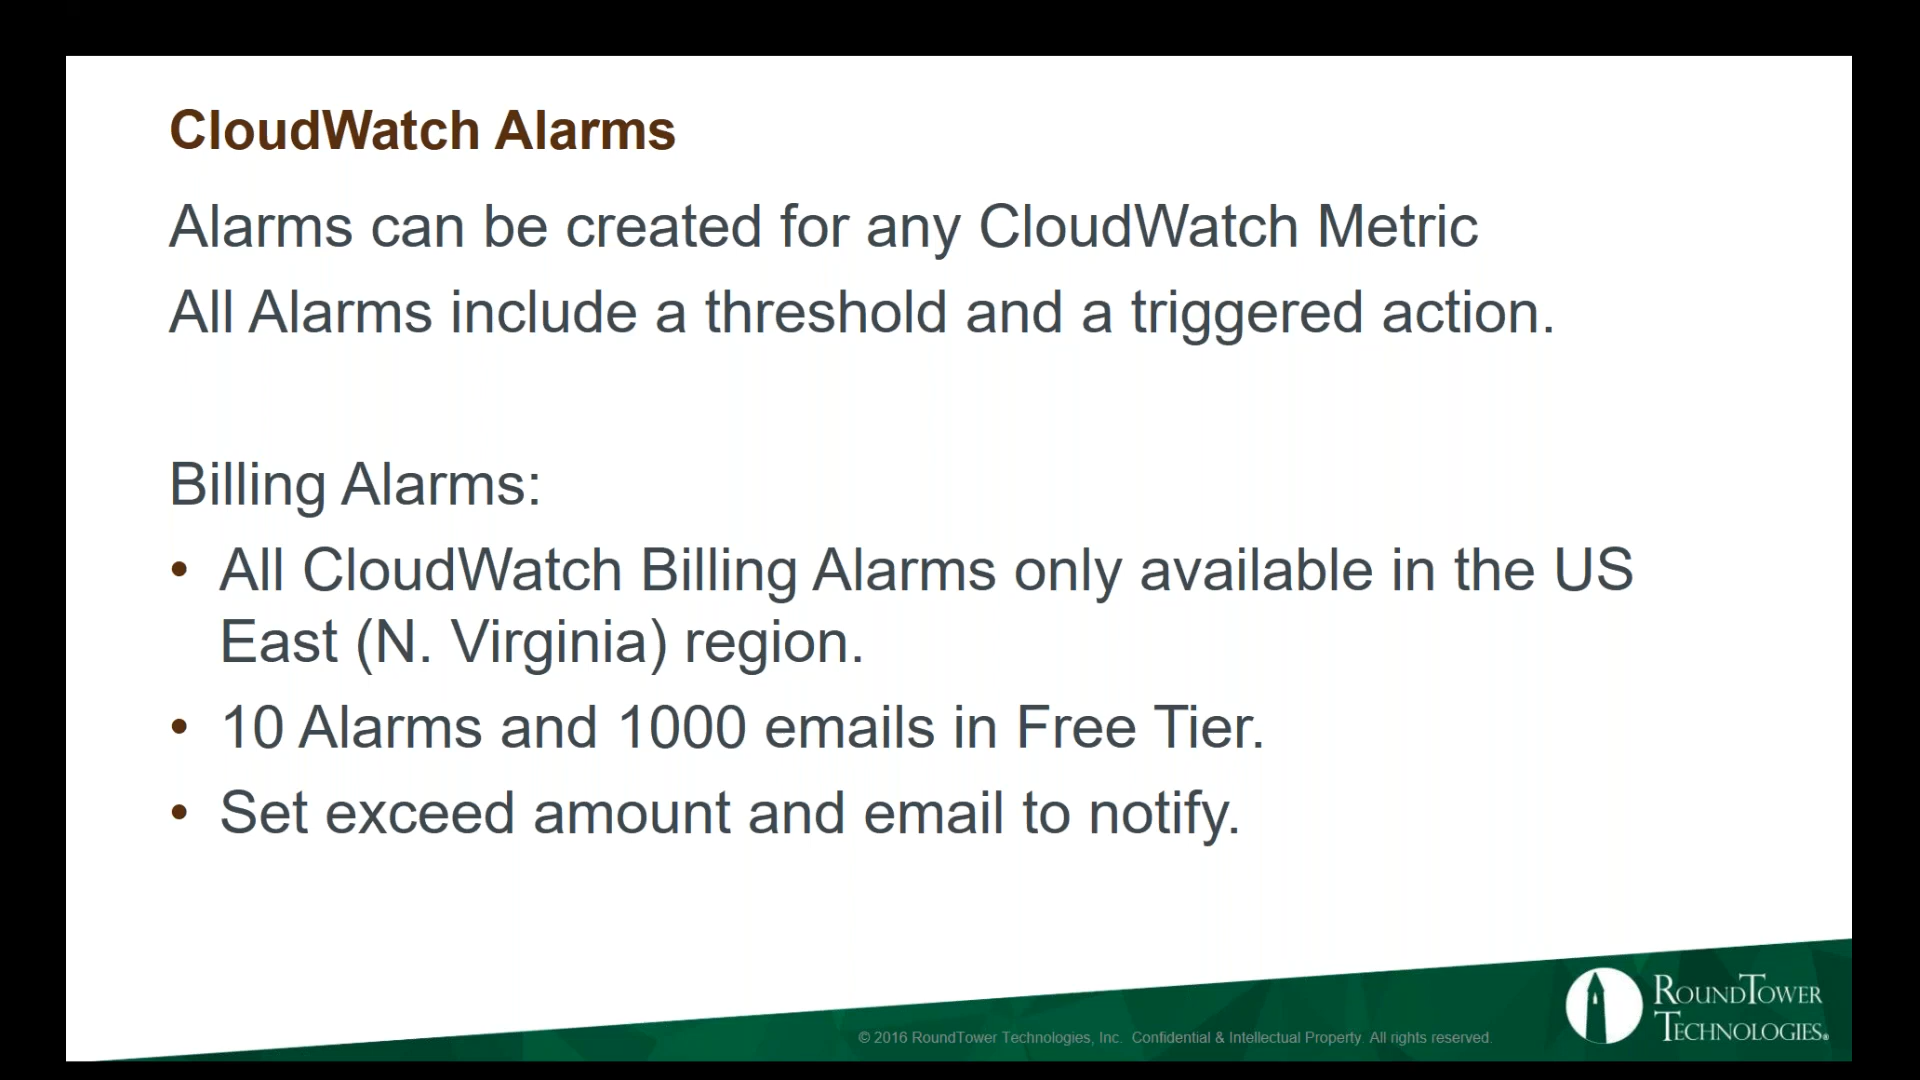 CloudWatch Alarms
Alarms can be created for any CloudWatch Metric
All Alarms include a threshold and a triggered action.
Billing Alarms:
• All CloudWatch Billing Alarms only available in the US
East (N. Virginia) region.
• 10 Alarms and 1000 emails in Free Tier.
• Set exceed amount and email to notify.
ROUNDTOWER
TECHNOLOGIES®
© 2016 RoundTower Technologies, Inc. Confidential & Intellectual Property. All rights reserved.